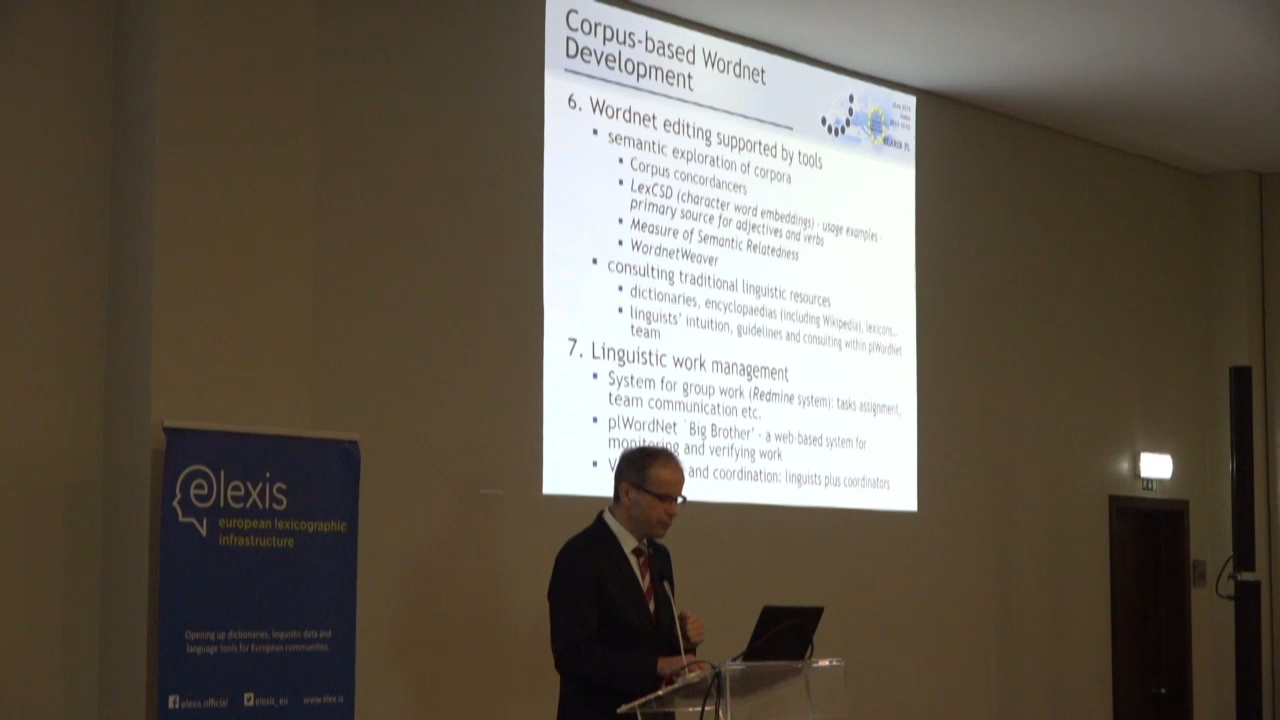 Corpus-based Wordnet
Development
6. Wordnet editing supported by tools
▪ semantic exploration of corpora
▪ Corpus concordancers
▪ LexCSD (character word embeddings) - usage examples -
primary source for adjectives and verbs
▪ Measure of Semantic Relatedness
▪ WordnetWeaver
▪ consulting traditional linguistic resources
▪ dictionaries, encyclopaedias (including Wikipedia), lexicons...
▪ linguists' intuition, guidelines and consulting within plWordNet
team
7. Linguistic work management
▪ System for group work (Redmine system): tasks assignment,
team communication etc.
▪ plWordNet `Big Brother' - a web-based system for
monitoring and verifying work
▪ V and coordination: linguists plus coordinators
CLARIN-PL
elexis
european lexicographic
infrastructure
Opening up dictionaries, linguistic data and
language tools for European communities.
elexis.official elexis_eu www.elex.is